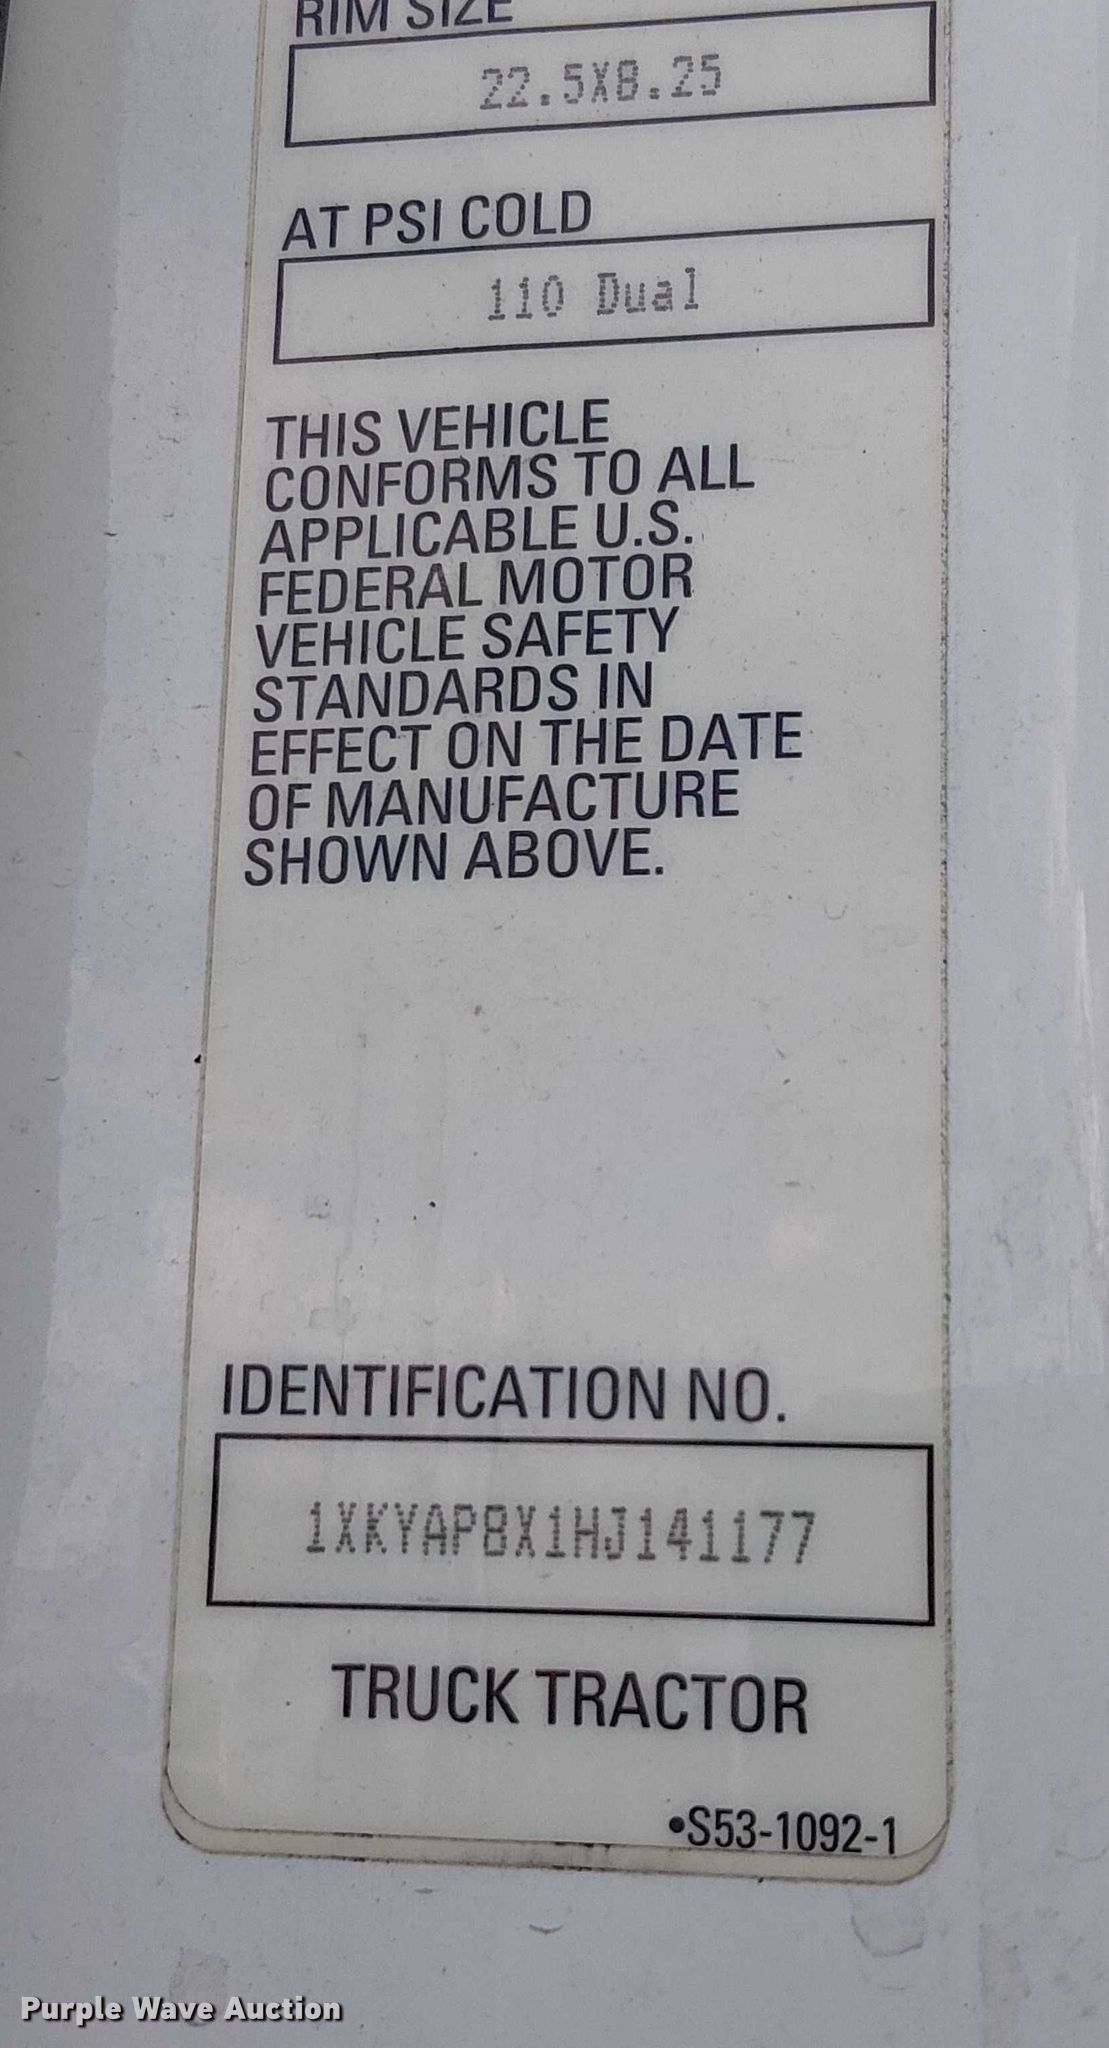 RIM SIZE
22.5X8.25
AT PSI COLD
110 Dual
THIS VEHICLE
CONFORMS TO ALL
APPLICABLE U.S.
FEDERAL MOTOR
VEHICLE SAFETY
STANDARDS IN
EFFECT ON THE DATE
OF MANUFACTURE
SHOWN ABOVE.
IDENTIFICATION NO.
1XKYAP8X1HJ141177
TRUCK TRACTOR
•S53-1092-1
Purple Wave Auction